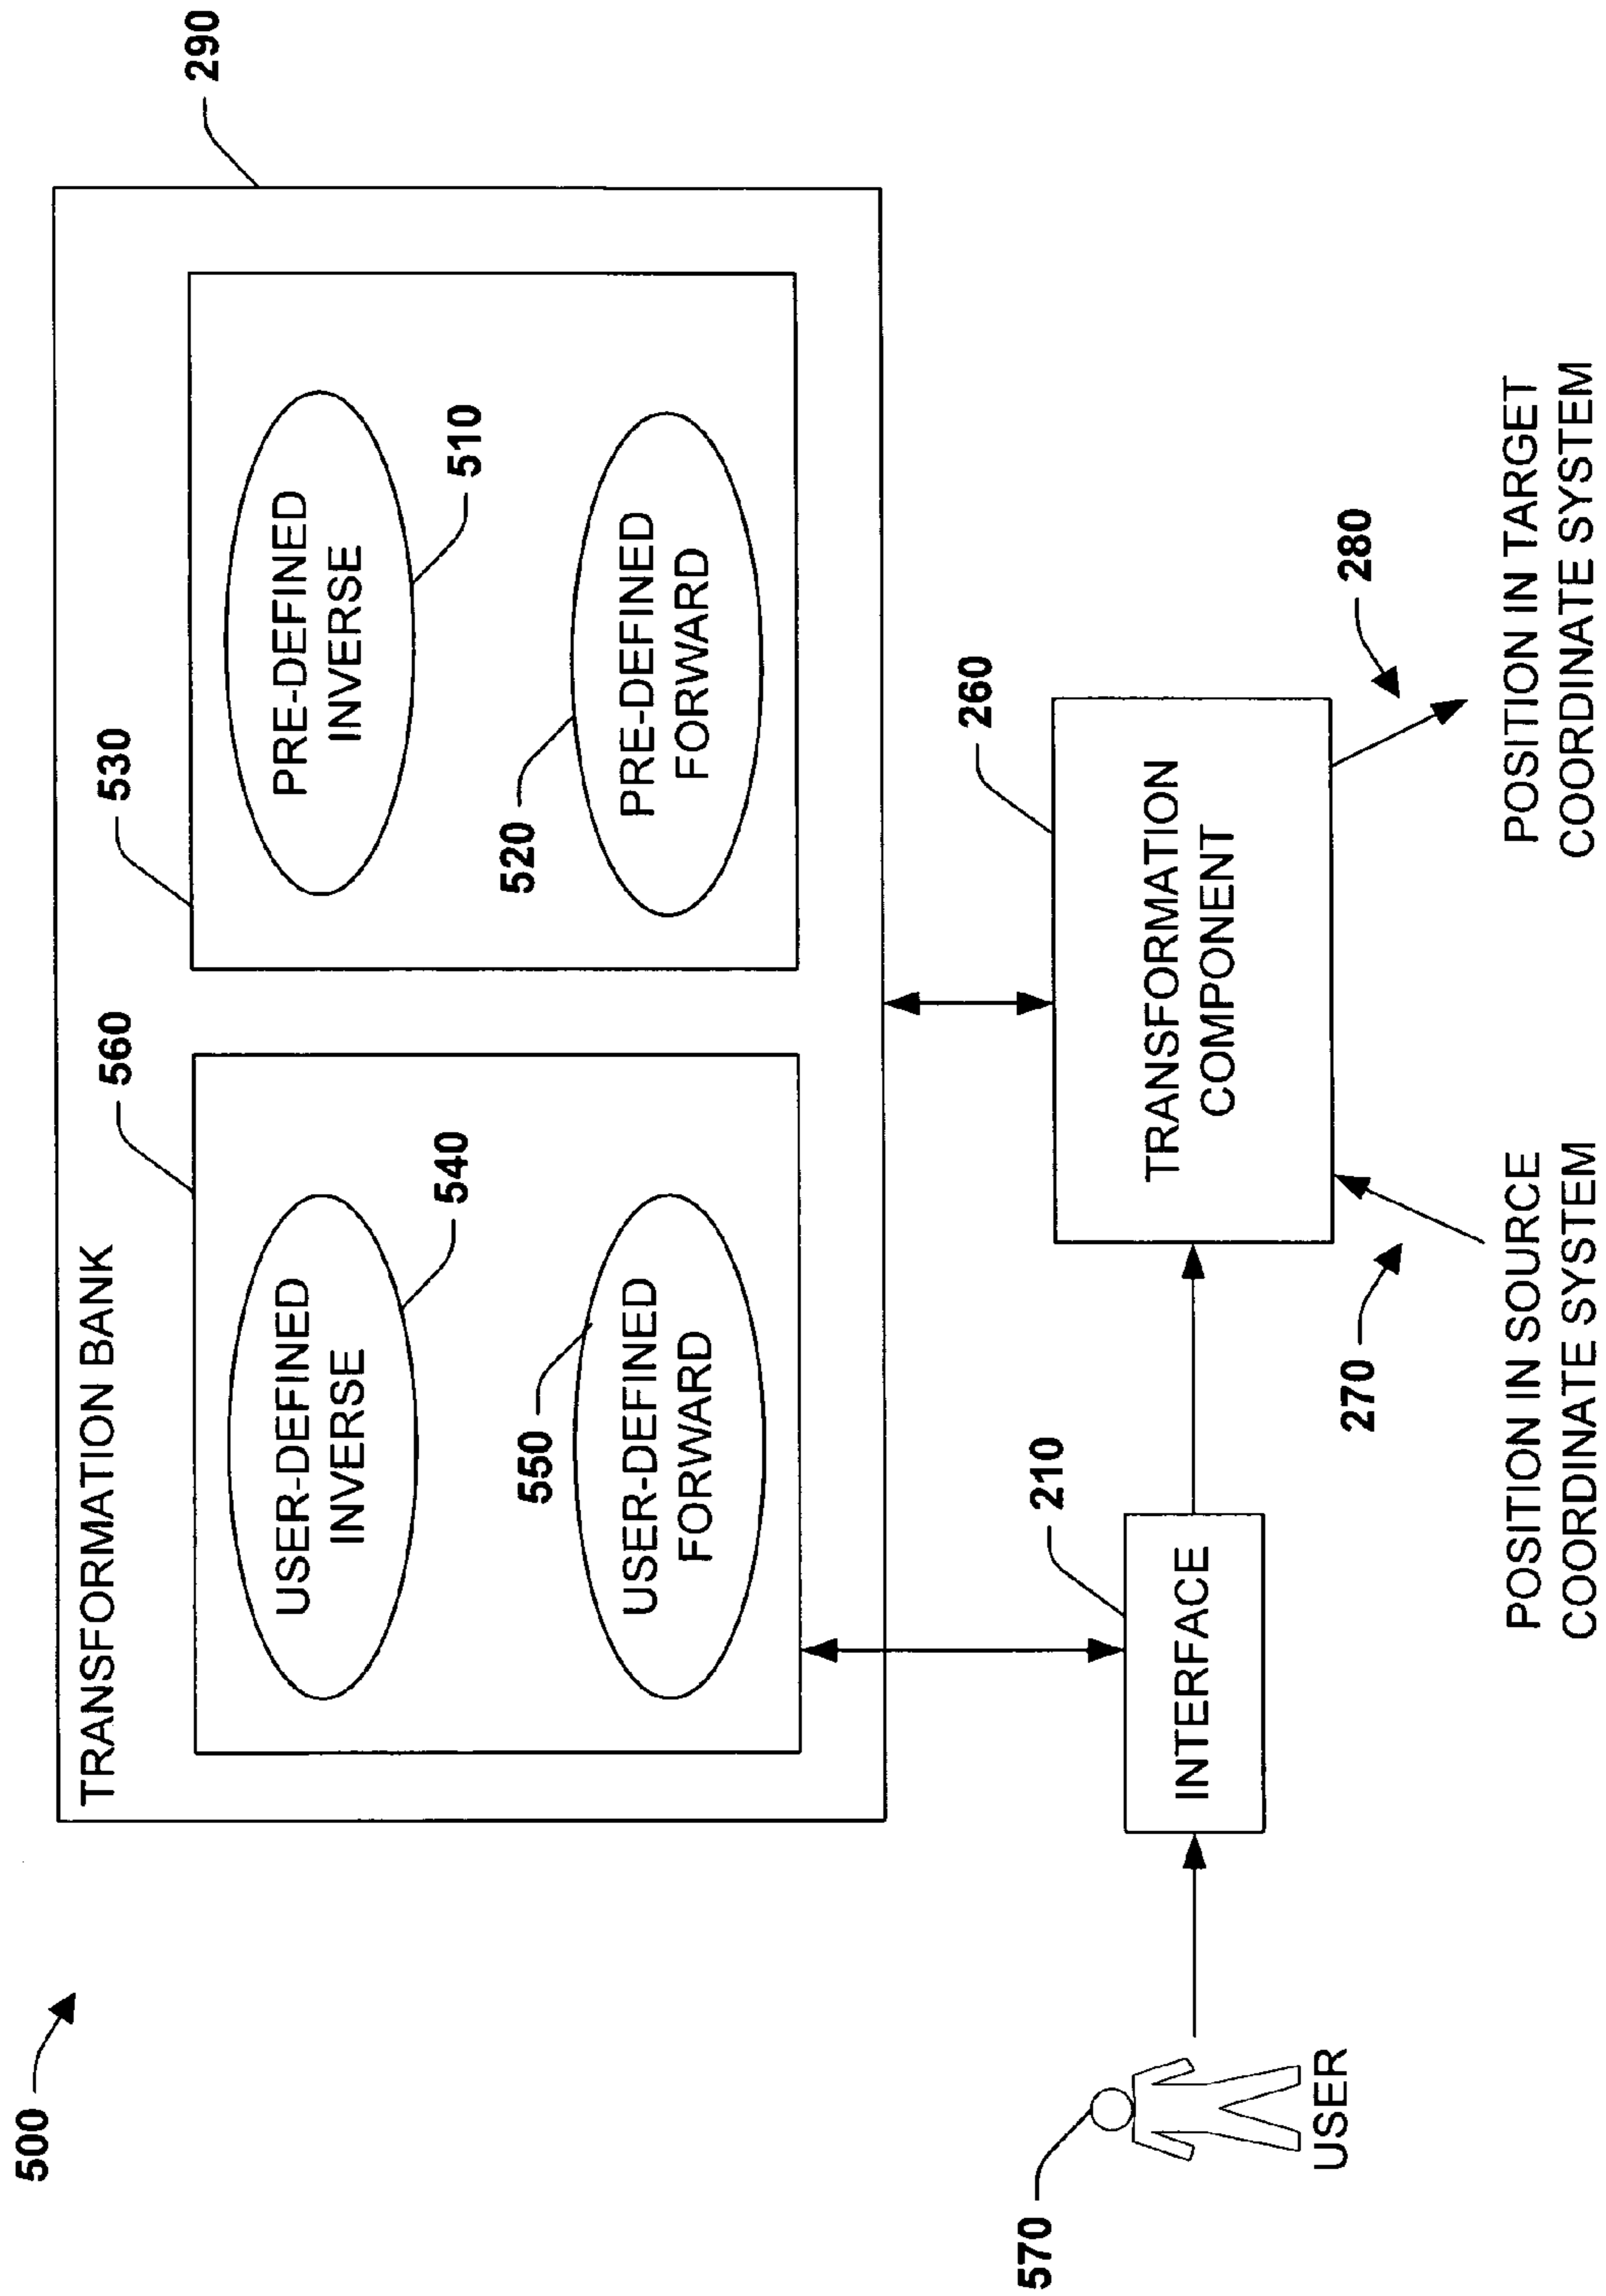 500
290
TRANSFORMATION BANK
560
530
USER-DEFINED
INVERSE
540
PRE-DEFINED
INVERSE
510
550
USER-DEFINED
FORWARD
520
PRE-DEFINED
FORWARD
570
USER
210
INTERFACE
260
TRANSFORMATION
COMPONENT
270
280
POSITION IN SOURCE
COORDINATE SYSTEM
POSITION IN TARGET
COORDINATE SYSTEM